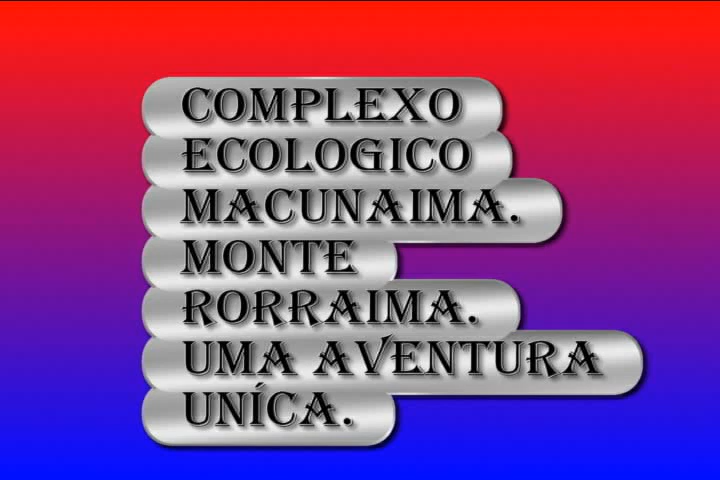 COMPLEXO
ECOLOGICO
MACUNAIMA.
MONTE
RORRAIMA.
UMA AVENTURA
UNÍCA.